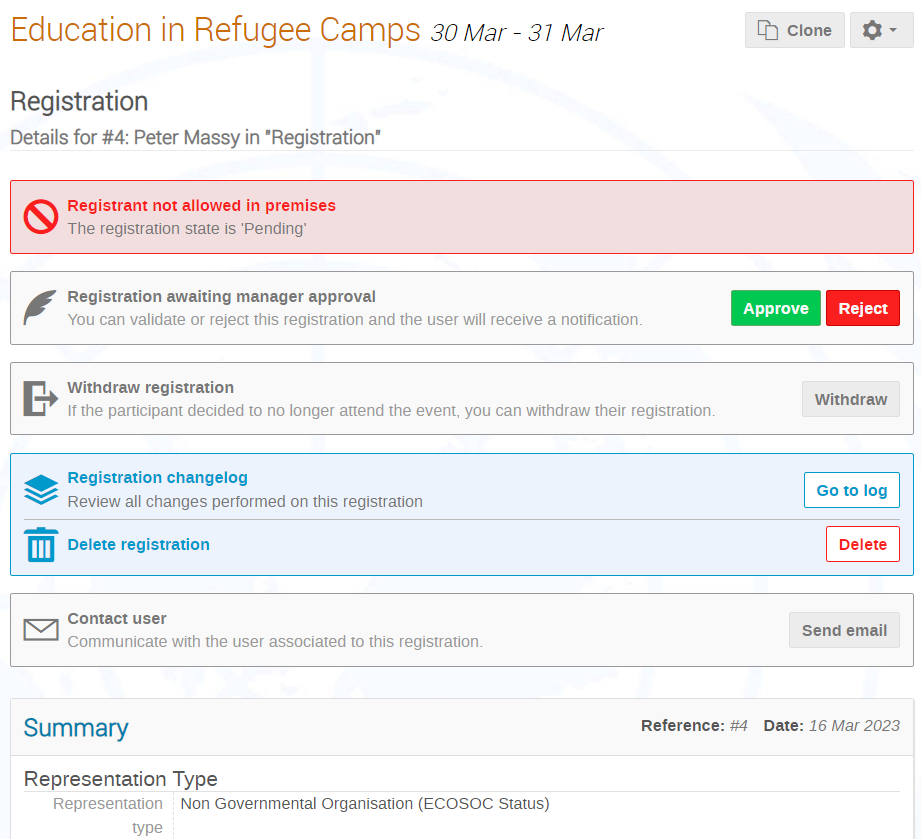 Education in Refugee Camps 30 Mar - 31 Mar
Clone
Registration
Details for #4: Peter Massy in "Registration"
Registrant not allowed in premises
The registration state is 'Pending'
Registration awaiting manager approval
You can validate or reject this registration and the user will receive a notification.
Approve
Reject
Withdraw registration
If the participant decided to no longer attend the event, you can withdraw their registration.
Withdraw
Registration changelog
Review all changes performed on this registration
Go to log
Delete registration
Delete
Contact user
Communicate with the user associated to this registration.
Send email
Summary
Reference: #4 Date: 16 Mar 2023
Representation Type
Representation type
Non Governmental Organisation (ECOSOC Status)